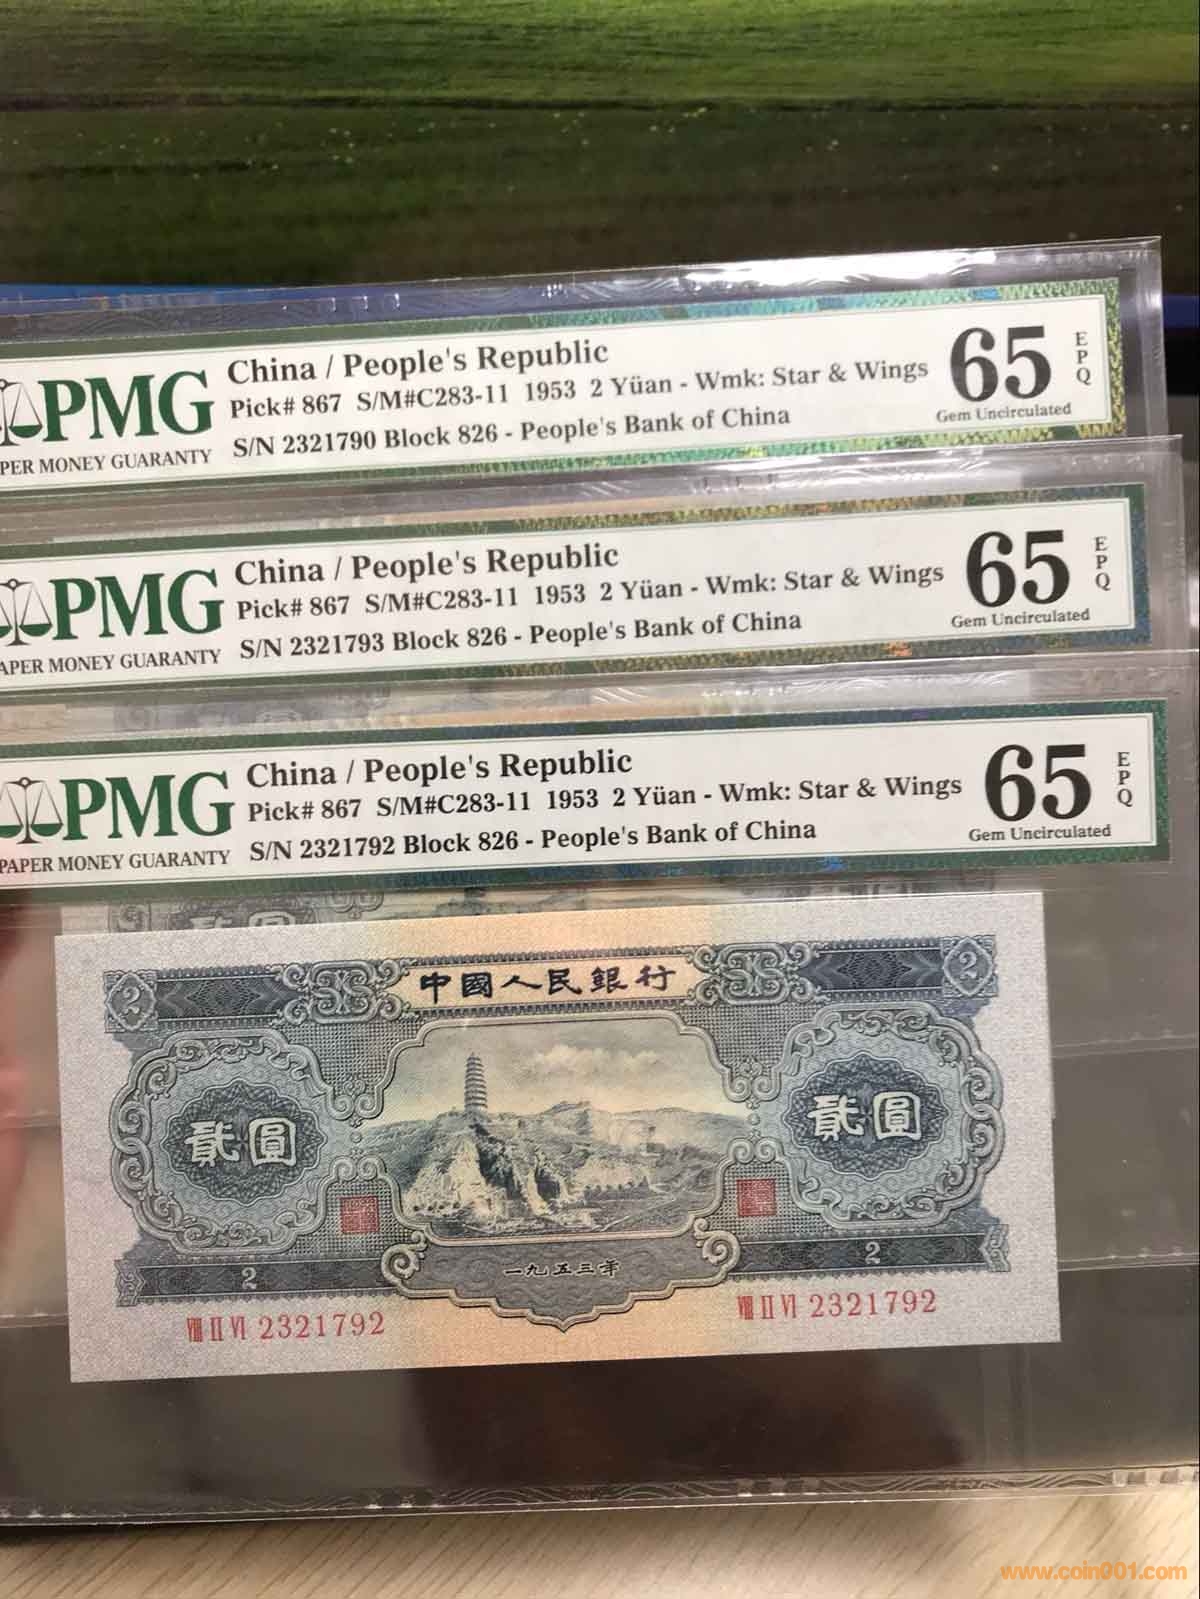 PMG
PER MONEY GUARANTY
China / People's Republic
Pick# 867 S/M#C283-11 1953 2 Yüan - Wmk: Star & Wings
S/N 2321790 Block 826 - People's Bank of China
65
EPQ
Gem Uncirculated
PMG
APER MONEY GUARANTY
China / People's Republic
Pick# 867 S/M#C283-11 1953 2 Yüan - Wmk: Star & Wings
S/N 2321793 Block 826 - People's Bank of China
65
EPQ
Gem Uncirculated
PMG
PAPER MONEY GUARANTY
China / People's Republic
Pick# 867 S/M#C283-11 1953 2 Yüan - Wmk: Star & Wings
S/N 2321792 Block 826 - People's Bank of China
65
EPQ
Gem Uncirculated
貳圓
2 中國人民銀行 2
貳圓 貳圓
2 一九五三年 2
VIII II VI 2321792 VIII II VI 2321792
www.coin001.com